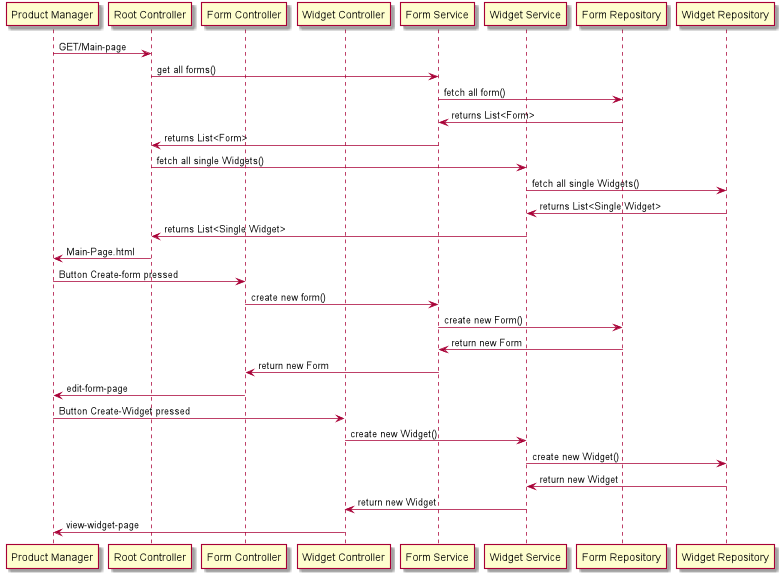 Product Manager
Root Controller
Form Controller
Widget Controller
Form Service
Widget Service
Form Repository
Widget Repository
GET/Main-page
get all forms()
fetch all form()
returns List<Form>
returns List<Form>
fetch all single Widgets()
fetch all single Widgets()
returns List<Single Widget>
returns List<Single Widget>
Main-Page.html
Button Create-form pressed
create new form()
create new Form()
return new Form
return new Form
edit-form-page
Button Create-Widget pressed
create new Widget()
create new Widget()
return new Widget
return new Widget
view-widget-page
Product Manager
Root Controller
Form Controller
Widget Controller
Form Service
Widget Service
Form Repository
Widget Repository